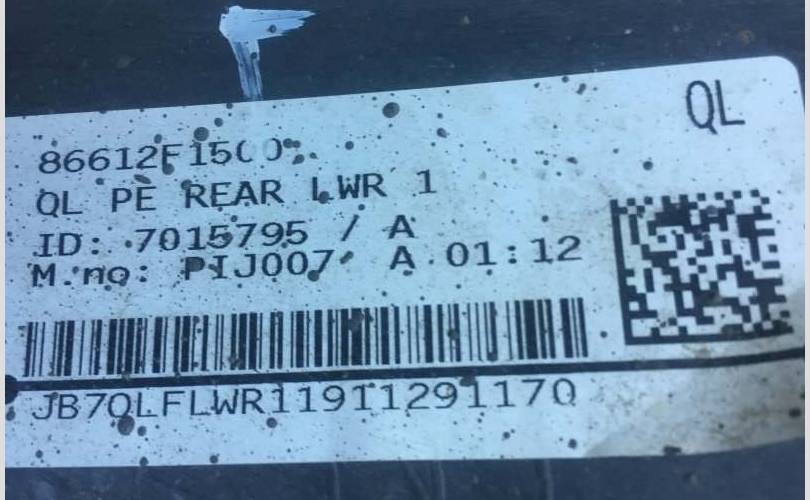 QL
86612F1500
QL PE REAR LWR 1
ID: 7015795 / A
M.no: PIJ007 A 01:12
JB7QLFLWR11911291170